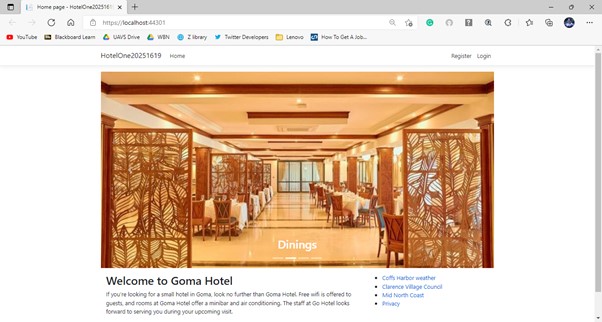 Home page - HotelOne20251619
https://localhost:44301
YouTube Blackboard Learn UAVS Drive WBN Z library Twitter Developers Lenovo How To Get A Job...
HotelOne20251619 Home Register Login
Dinings
Welcome to Goma Hotel
If you're looking for a small hotel in Goma, look no further than Goma Hotel. Free wifi is offered to
guests, and rooms at Goma Hotel offer a minibar and air conditioning. The staff at Go Hotel looks
forward to serving you during your upcoming visit.
Coffs Harbor weather
Clarence Village Council
Mid North Coast
Privacy